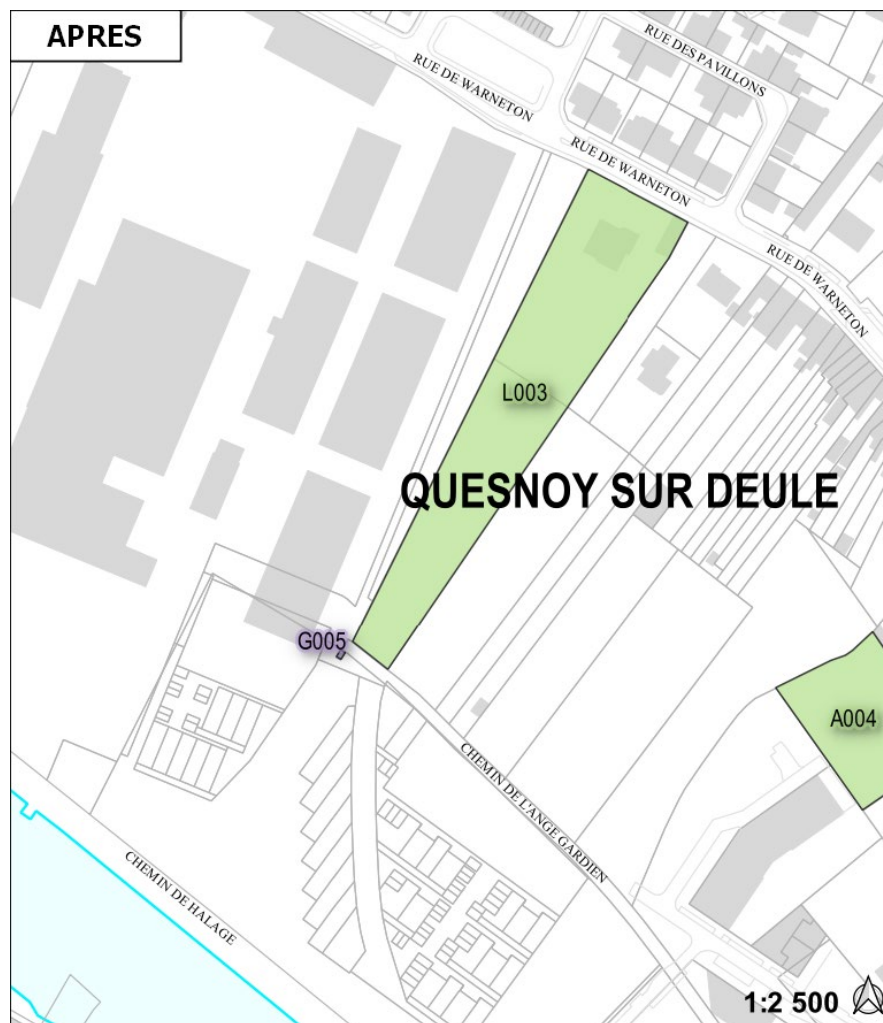 APRES
RUE DES PAVILLONS
RUE DE WARNETON
RUE DE WARNETON
RUE DE WARNETON
L003
QUESNOY SUR DEULE
G005
A004
CHEMIN DE L'ANGE GARDIEN
CHEMIN DE HALAGE
1:2 500